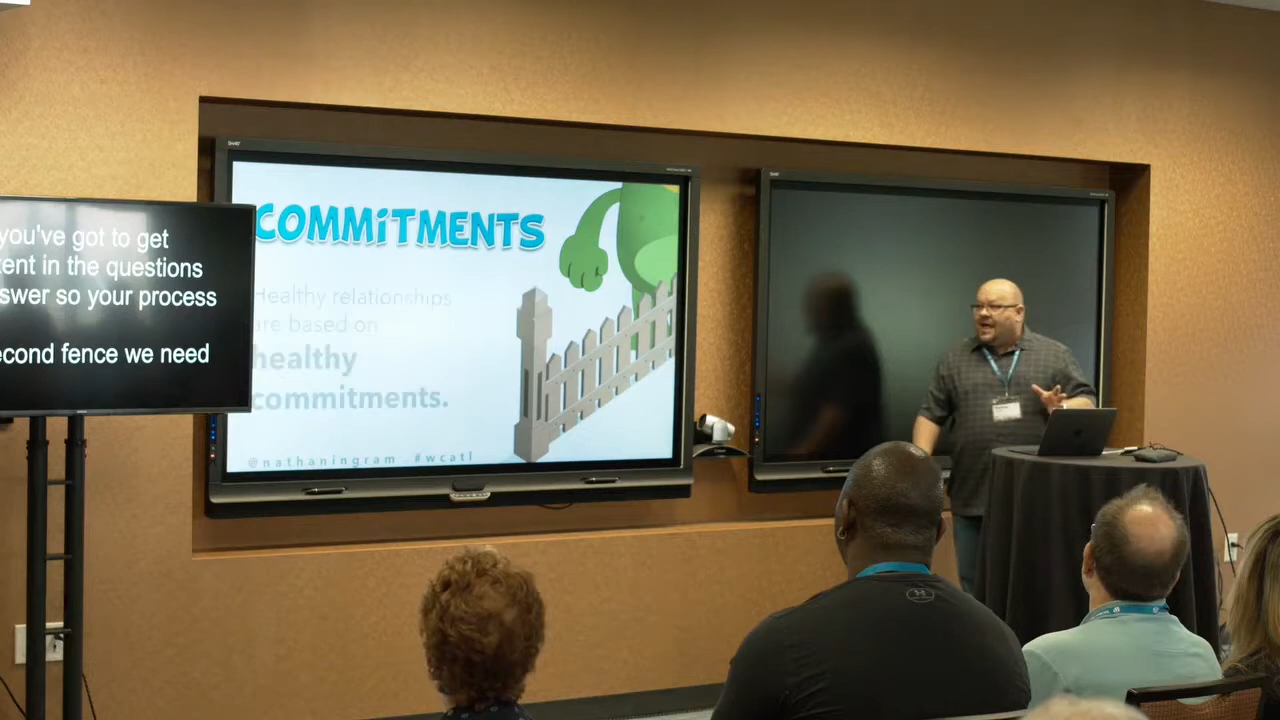 you've got to get
tent in the questions
swer so your process
econd fence we need
COMMiTMENTS
Healthy relationships
are based on
healthy
commitments.
@nathaningram #wcatl